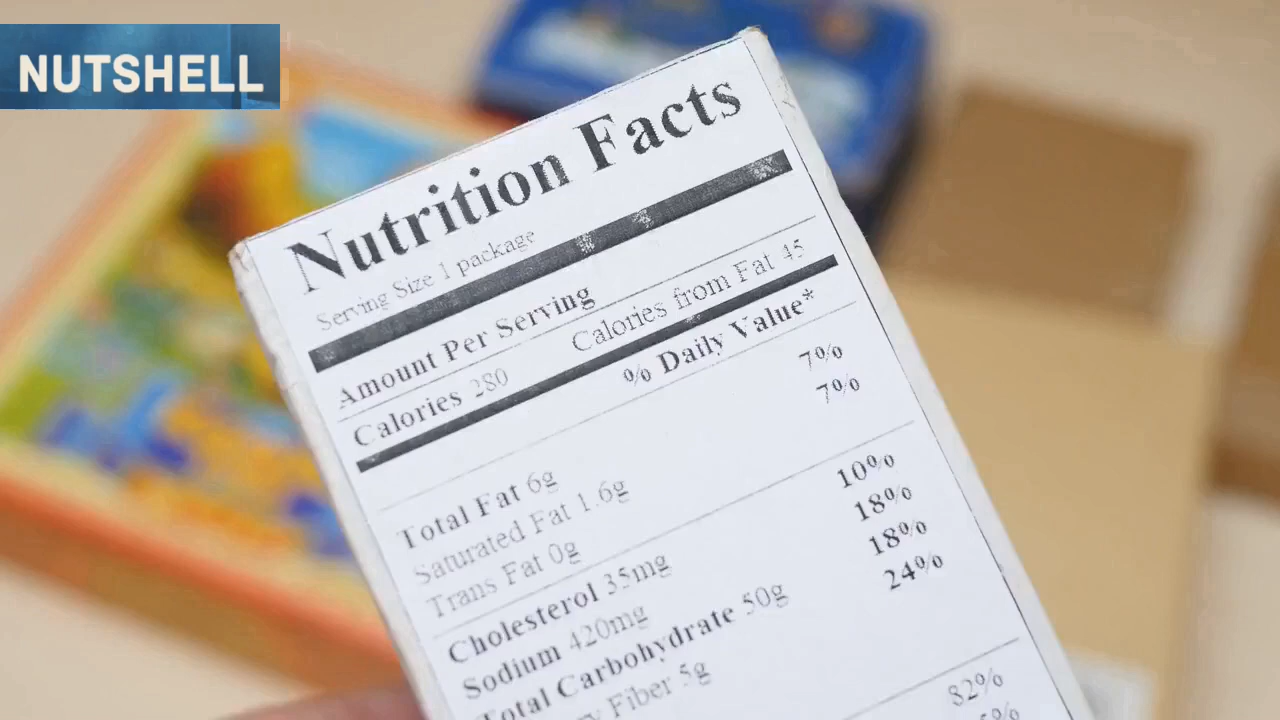 NUTSHELL
Nutrition Facts
Serving Size 1 package
Amount Per Serving
Calories 280 Calories from Fat 45
% Daily Value*
Total Fat 6g 7%
Saturated Fat 1.6g 7%
Trans Fat 0g
Cholesterol 35mg 10%
Sodium 420mg 18%
Total Carbohydrate 50g 18%
Fiber 5g 24%
82%